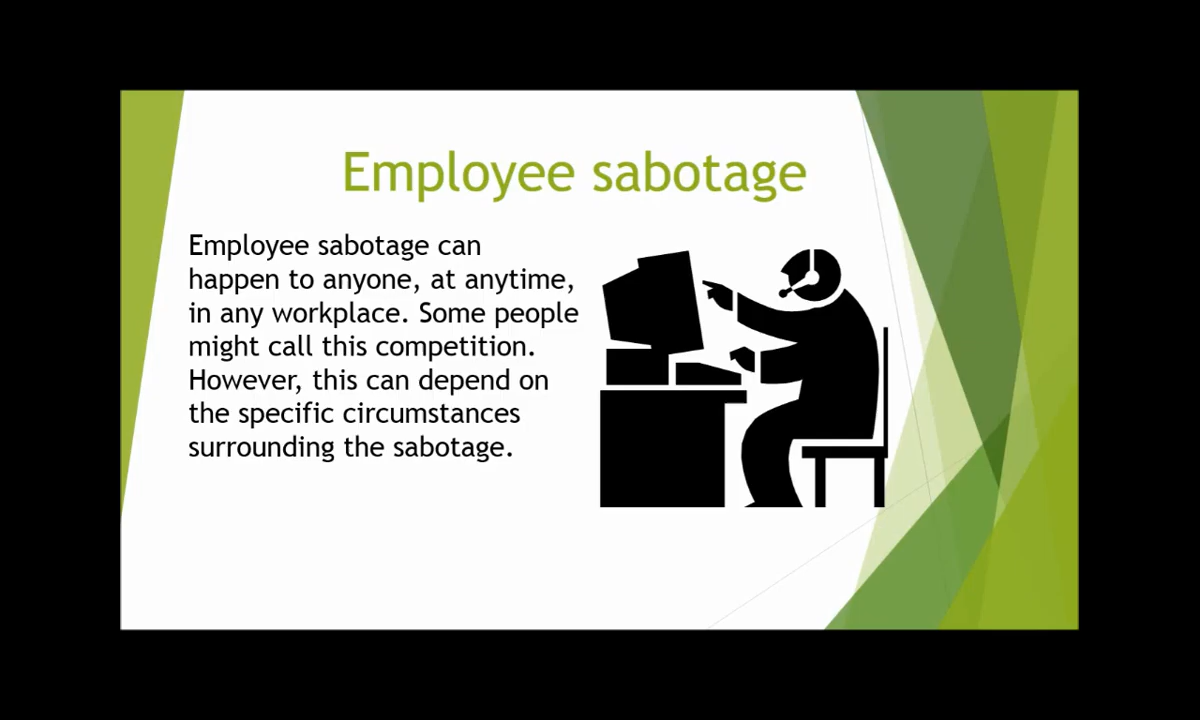 Employee sabotage
Employee sabotage can
happen to anyone, at anytime,
in any workplace. Some people
might call this competition.
However, this can depend on
the specific circumstances
surrounding the sabotage.